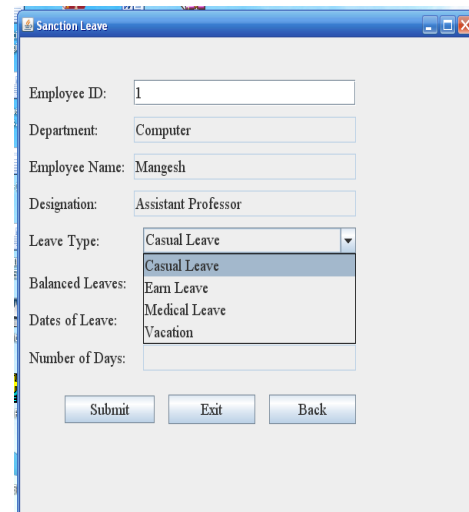 Sanction Leave
Employee ID: 1
Department: Computer
Employee Name: Mangesh
Designation: Assistant Professor
Leave Type: Casual Leave
Casual Leave
Balanced Leaves: Earn Leave
Medical Leave
Dates of Leave:
Vacation
Number of Days:
Submit Exit Back